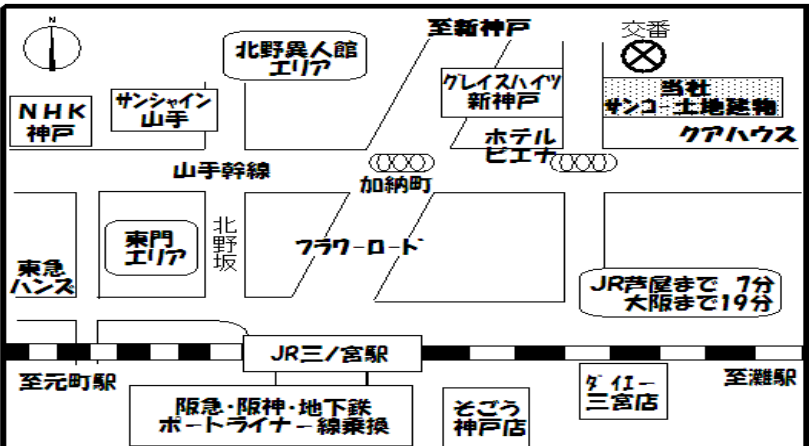 N
至新神戸
交番
北野異人館
エリア
グレイスハイツ
新神戸
当社
サンコー土地建物
NHK
神戸
サンシャイン
山手
ホテル
ピエナ
クアハウス
山手幹線
加納町
東門
エリア
北野坂
フラワーロード
東急
ハンズ
JR芦屋まで 7分
大阪まで19分
JR三ノ宮駅
至元町駅
至灘駅
阪急・阪神・地下鉄
ポートライナー線乗換
そごう
神戸店
ダイエー
三宮店